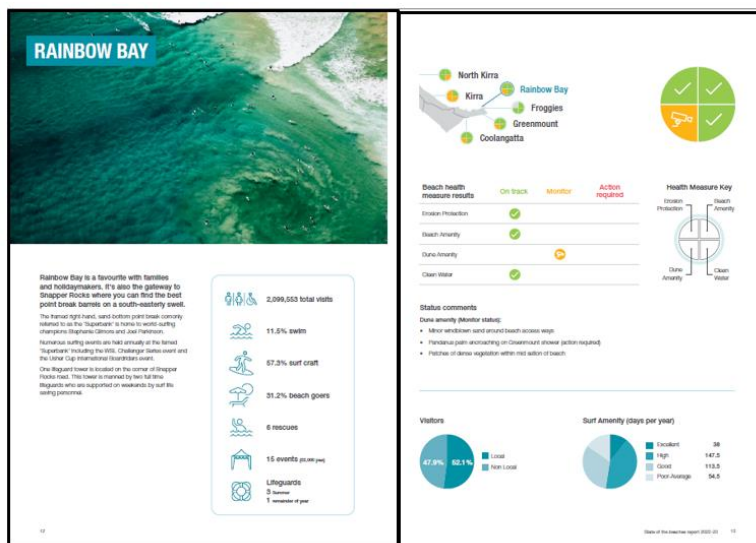 RAINBOW BAY
Rainbow Bay is a favourite with families
and holidaymakers. It's also the gateway to
Snapper Rocks where you can find the best
point break barrels on a south-easterly swell.
The framed right-hand, sand-bottom point break comonly
referred to as the 'Superbank' is home to world-surfing
champions Stephanie Gilmore and Joel Parkinson.
Numerous surfing events are held annually at the famed
'Superbank' including the WSL Challenger Series event and
the Usher Cup International Boardriders event.
One lifeguard tower is located on the corner of Snapper
Rocks road. This tower is manned by two full time
lifeguards who are supported on weekends by surf life
saving personnel.
2,099,553 total visits
11.5% swim
57.3% surf craft
31.2% beach goers
6 rescues
15 events
Lifeguards
3 Summer
1 remainder of year
12
North Kirra
Kirra
Rainbow Bay
Froggies
Greenmount
Coolangatta
Beach health
measure results
On track
Monitor
Action
required
Erosion Protection
Beach Amenity
Dune Amenity
Clean Water
Health Measure Key
Erosion
Protection
Beach
Amenity
Dune
Amenity
Clean
Water
Status comments
Dune amenity (Monitor status):
• Minor windblown sand around beach access ways
• Pandanus palm encroaching on Greenmount shower (action required)
• Patches of dense vegetation within mid section of beach
Visitors
47.9%
52.1%
Local
Non Local
Surf Amenity (days per year)
Excellent 38
High 147.5
Good 113.5
Poor-Average 54.5
State of the beaches report 2022-23 13